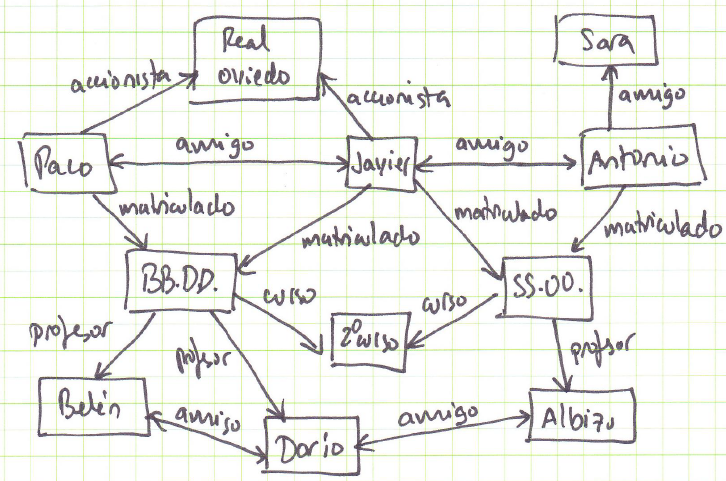 Real
oviedo
Sara
accionista
accionista
amigo
Paco
amigo
Javier
amigo
Antonio
matriculado
matriculado
matriculado
matriculado
BB.DD.
curso
curso
SS.OO.
2º curso
profesor
profesor
profesor
Belén
amigo
Darío
amigo
Albizu